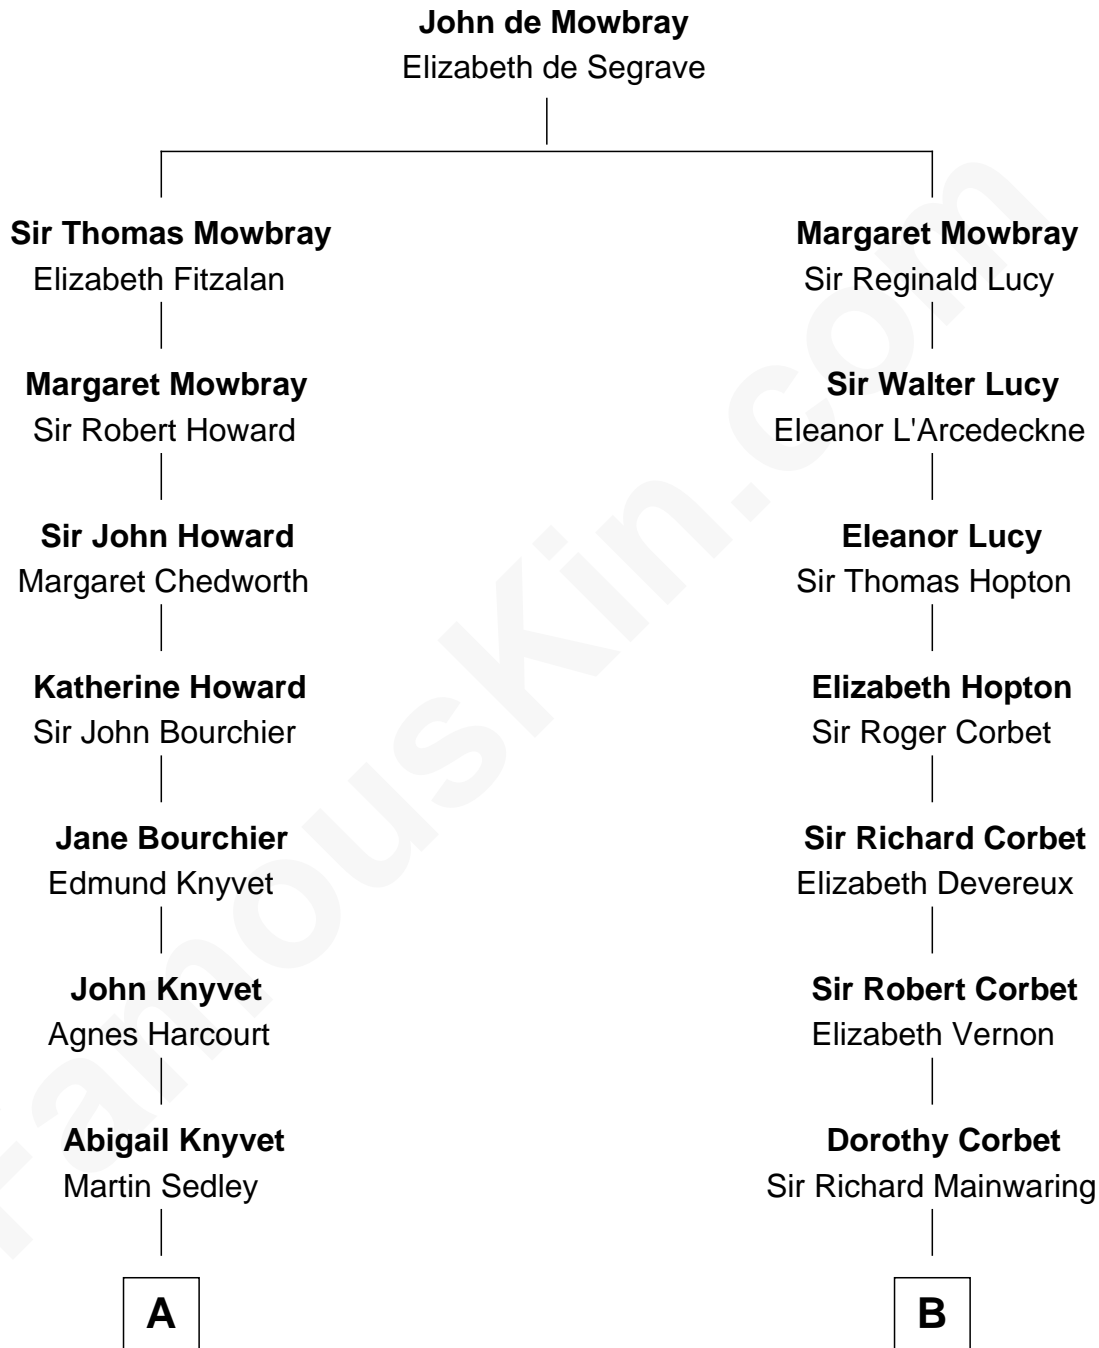 John de Mowbray
Elizabeth de Segrave
Sir Thomas Mowbray
Elizabeth Fitzalan
Margaret Mowbray
Sir Reginald Lucy
Margaret Mowbray
Sir Robert Howard
Sir Walter Lucy
Eleanor L'Arcedeckne
Sir John Howard
Margaret Chedworth
Eleanor Lucy
Sir Thomas Hopton
Katherine Howard
Sir John Bourchier
Elizabeth Hopton
Sir Roger Corbet
Jane Bourchier
Edmund Knyvet
Sir Richard Corbet
Elizabeth Devereux
John Knyvet
Agnes Harcourt
Sir Robert Corbet
Elizabeth Vernon
Abigail Knyvet
Martin Sedley
Dorothy Corbet
Sir Richard Mainwaring
A
B
FamousKin.com